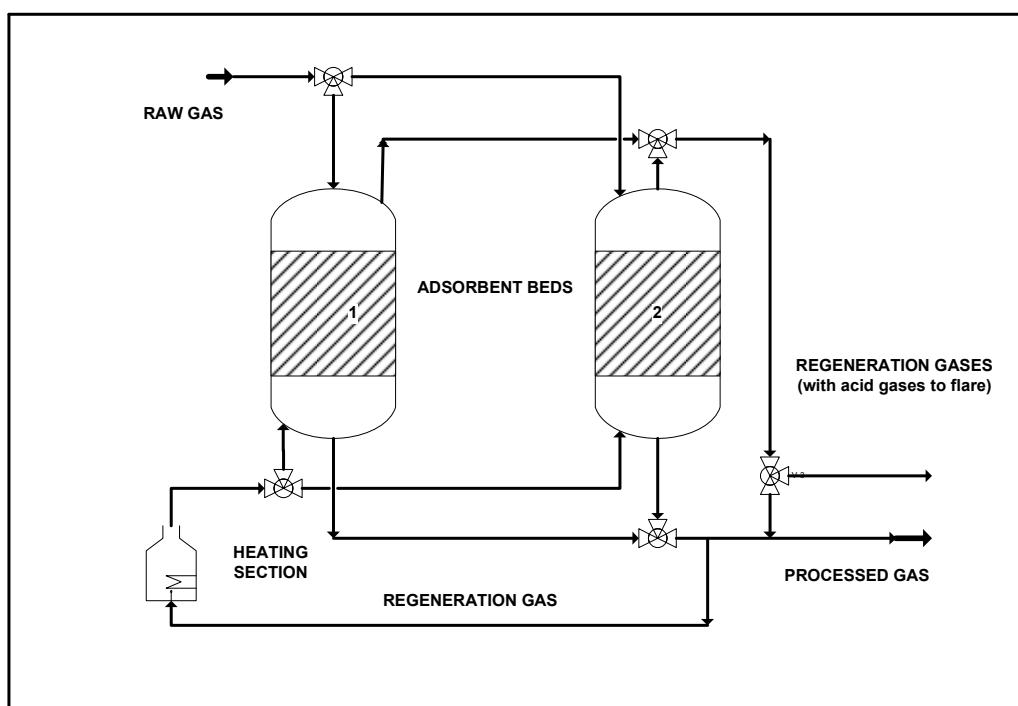 RAW GAS
ADSORBENT BEDS
1
2
REGENERATION GASES
(with acid gases to flare)
V-3
HEATING
SECTION
PROCESSED GAS
REGENERATION GAS